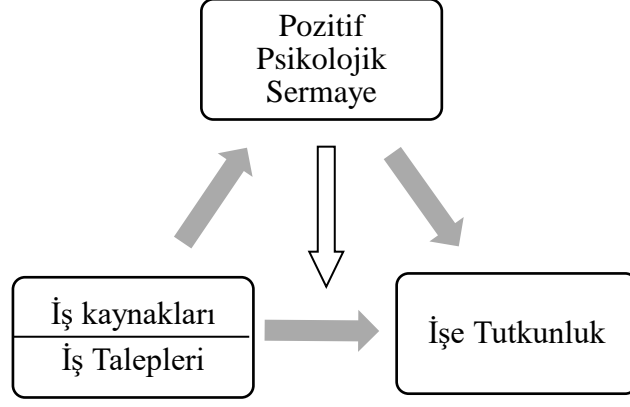 Pozitif
Psikolojik
Sermaye
İş kaynakları
İş Talepleri
İşe Tutkunluk